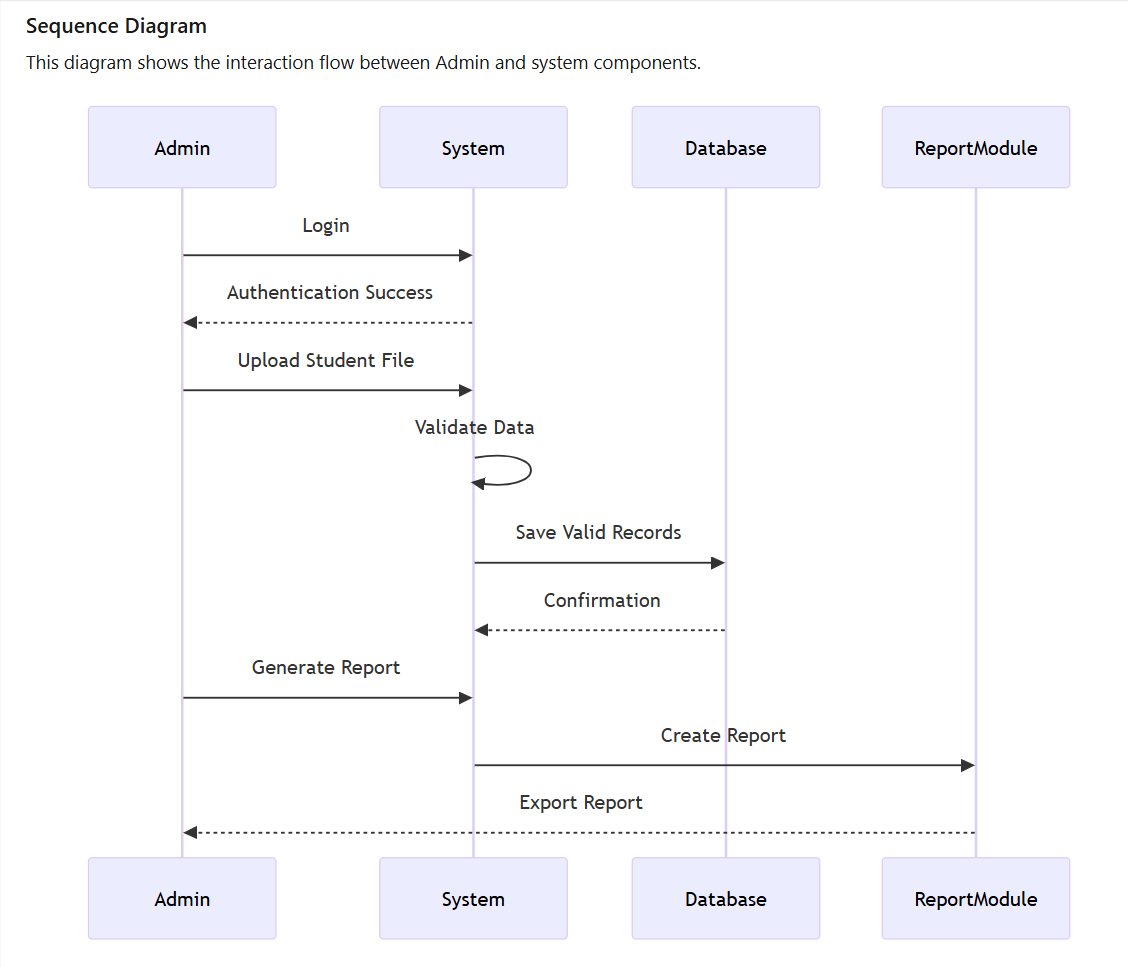 Sequence Diagram
This diagram shows the interaction flow between Admin and system components.
Admin
System
Database
ReportModule
Login
Authentication Success
Upload Student File
Validate Data
Save Valid Records
Confirmation
Generate Report
Create Report
Export Report
Admin
System
Database
ReportModule